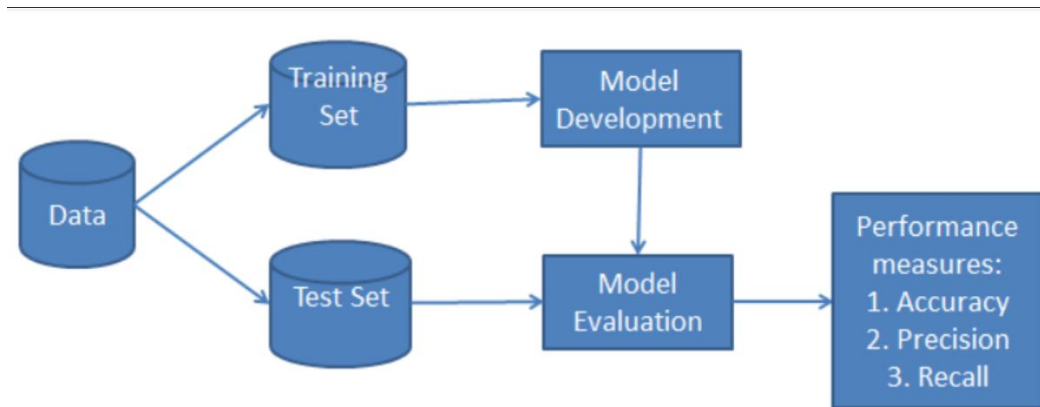 Training
Set
Model
Development
Data
Test Set
Model
Evaluation
Performance
measures:
1. Accuracy
2. Precision
3. Recall